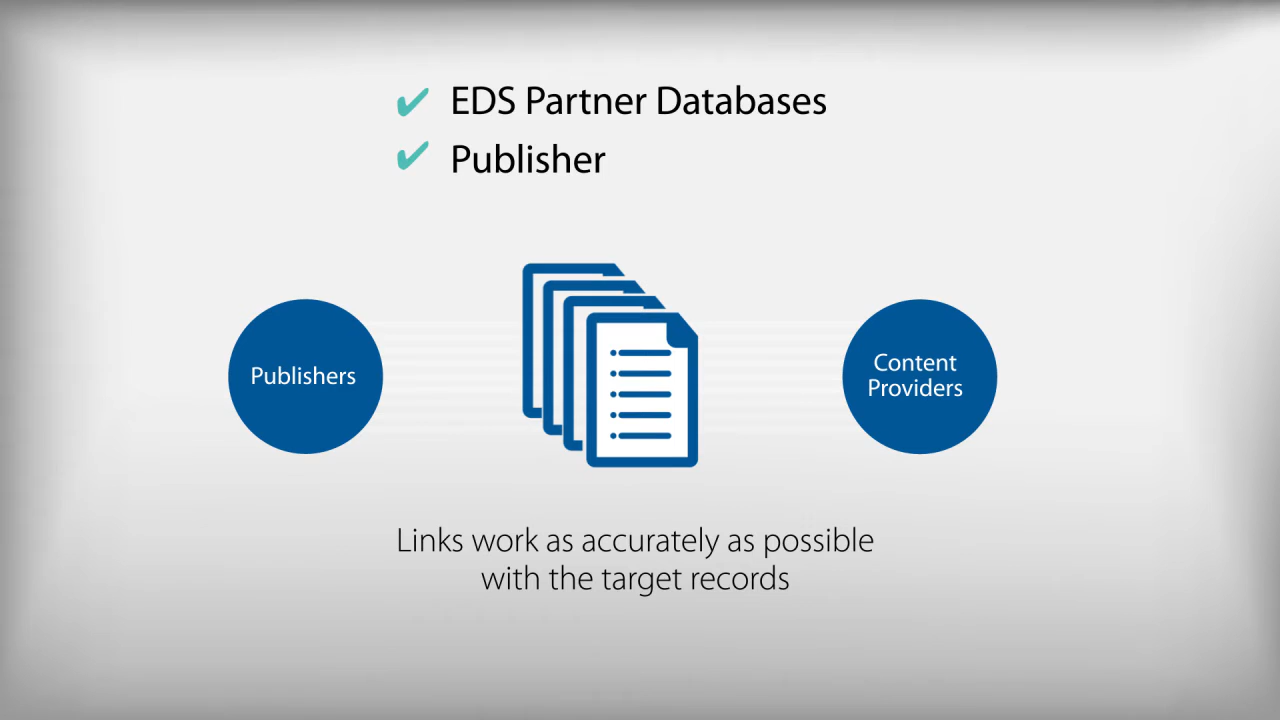 EDS Partner Databases
Publisher
Publishers
Content
Providers
Links work as accurately as possible
with the target records